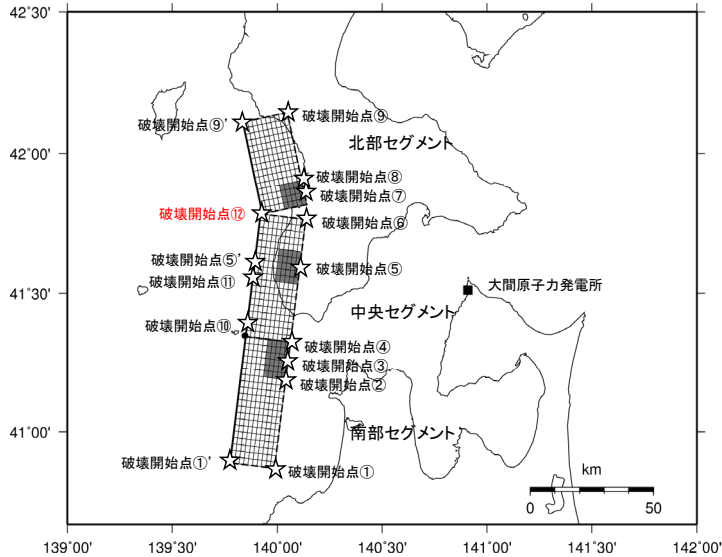 42˚30'
破壊開始点⑨
破壊開始点⑨'
北部セグメント
42˚00'
破壊開始点⑧
破壊開始点⑦
破壊開始点⑫
破壊開始点⑥
破壊開始点⑤'
破壊開始点⑤
破壊開始点⑪
大間原子力発電所
41˚30'
中央セグメント
破壊開始点⑩
破壊開始点④
破壊開始点③
破壊開始点②
41˚00'
南部セグメント
破壊開始点①'
破壊開始点①
km
0 50
139˚00' 139˚30' 140˚00' 140˚30' 141˚00' 141˚30' 142˚00'